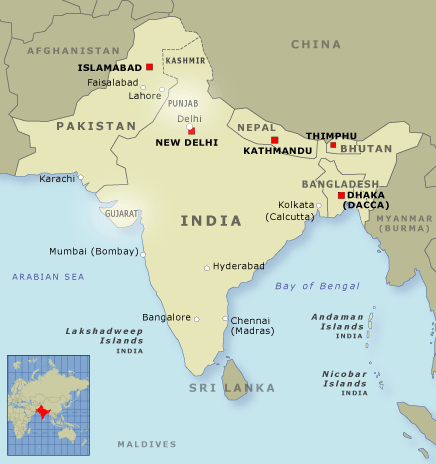 AFGHANISTAN
CHINA
ISLAMABAD
KASHMIR
Faisalabad
Lahore
PUNJAB
Delhi
PAKISTAN
NEW DELHI
NEPAL
KATHMANDU
THIMPHU
BHUTAN
Karachi
BANGLADESH
DHAKA
(DACCA)
GUJARAT
INDIA
Kolkata
(Calcutta)
MYANMAR
(BURMA)
Mumbai (Bombay)
Hyderabad
ARABIAN SEA
Bay of Bengal
Bangalore
Chennai
(Madras)
Lakshadweep
Islands
INDIA
Andaman
Islands
INDIA
Nicobar
Islands
INDIA
SRI LANKA
MALDIVES